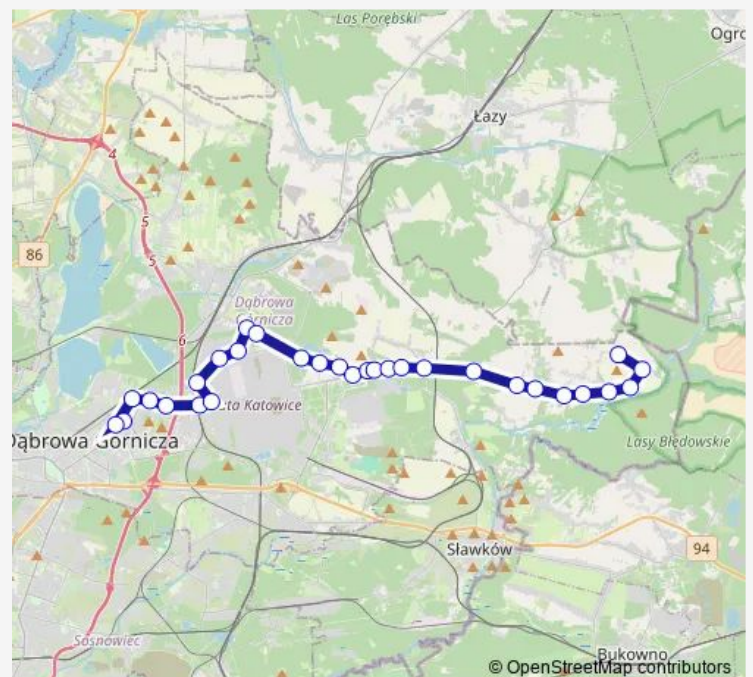 Las Porębski
Ogro
Łazy
4
5
5
86
Dąbrowa
Górnicza
6
Huta Katowice
Dąbrowa Górnicza
Lasy Błędowskie
Sławków
94
Sosnowiec
Bukowno
© OpenStreetMap contributors